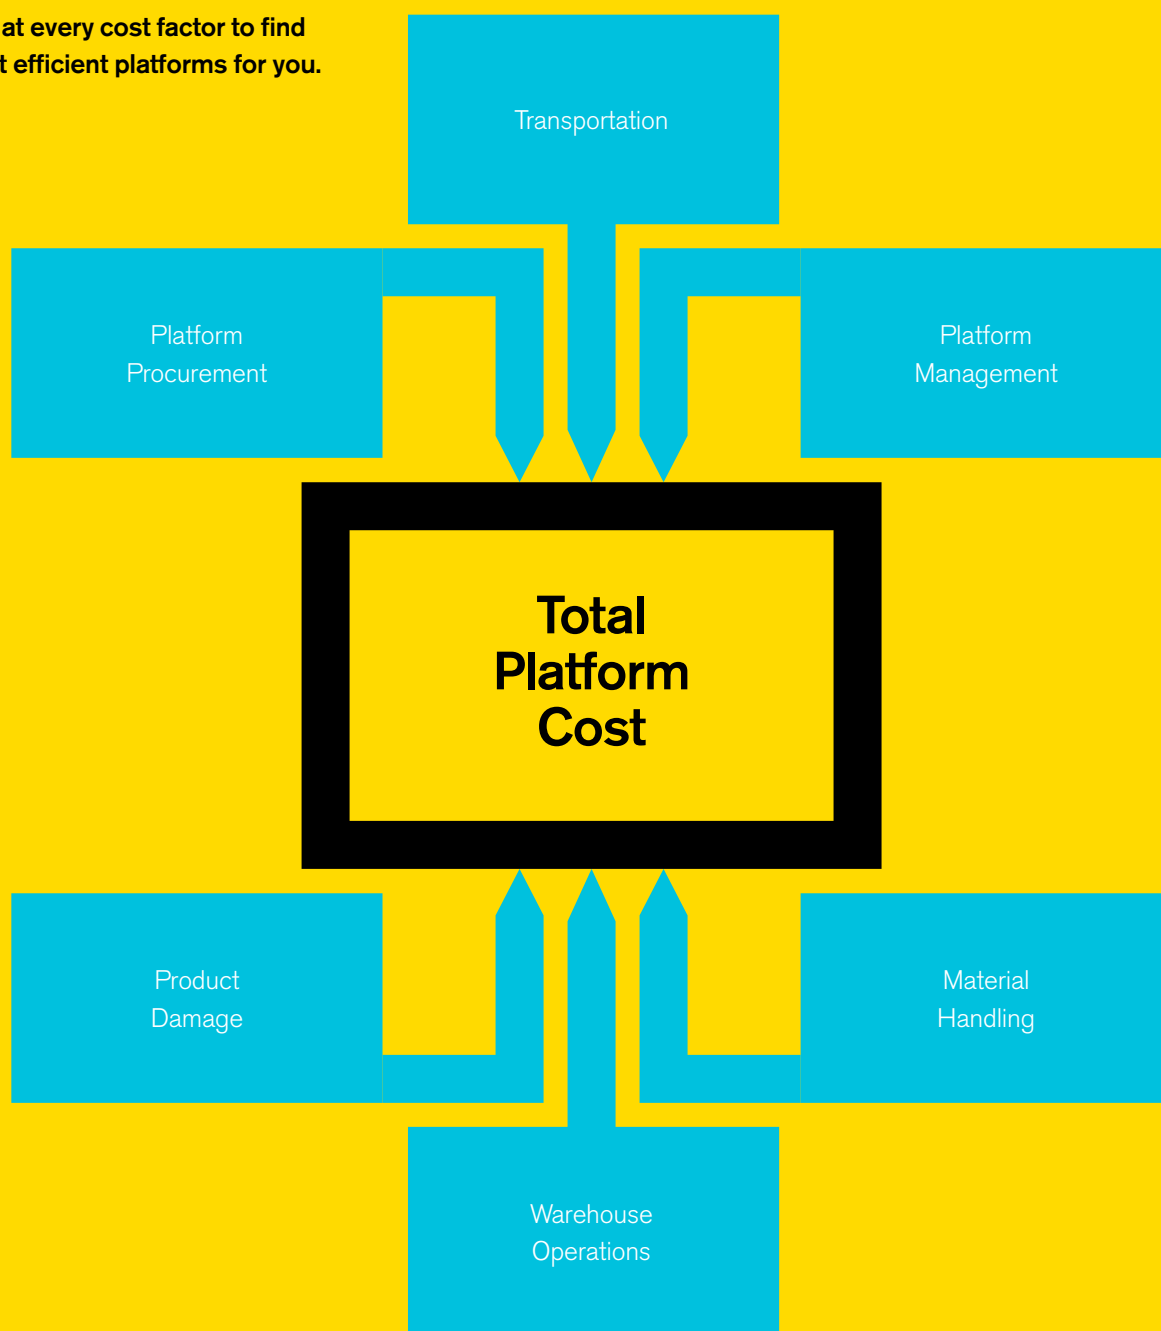 at every cost factor to find
t efficient platforms for you.
Transportation
Platform
Procurement
Platform
Management
Total
Platform
Cost
Product
Damage
Material
Handling
Warehouse
Operations